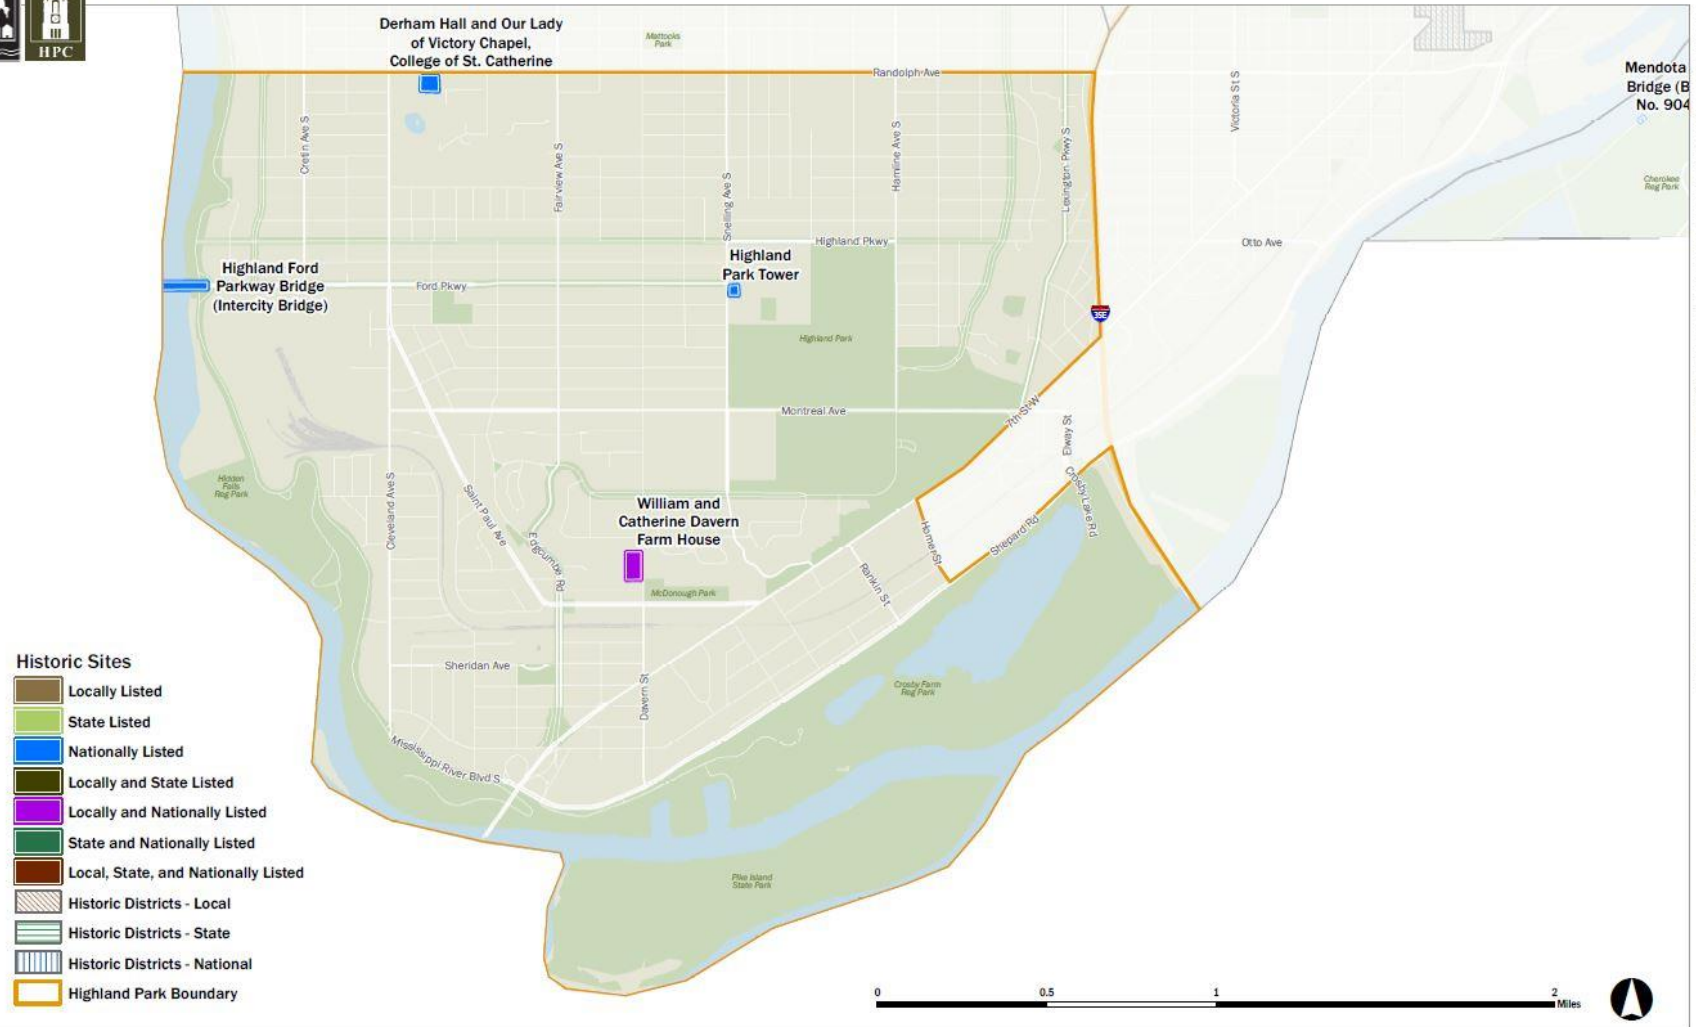 HPC
Derham Hall and Our Lady
of Victory Chapel,
College of St. Catherine
Mattocks
Park
Randolph Ave
Mendota
Bridge (B
No. 904
Cretin Ave S
Fairview Ave S
Snelling Ave S
Hamline Ave S
Lexington Pkwy S
Victoria St S
Cherokee
Reg Park
Highland Pkwy
Otto Ave
Highland Ford
Parkway Bridge
(Intercity Bridge)
Ford Pkwy
Highland
Park Tower
35E
Highland Park
Montreal Ave
7th St W
Elway St
Hidden
Falls
Reg Park
Cleveland Ave S
Saint Paul Ave
Edgcumbe Rd
William and
Catherine Davern
Farm House
McDonough Park
Homer St
Rankin St
Shepard Rd
Crosby Lake Rd
Sheridan Ave
Davern St
Crosby Farm
Reg Park
Mississippi River Blvd S
Pike Island
State Park
Historic Sites
Locally Listed
State Listed
Nationally Listed
Locally and State Listed
Locally and Nationally Listed
State and Nationally Listed
Local, State, and Nationally Listed
Historic Districts - Local
Historic Districts - State
Historic Districts - National
Highland Park Boundary
0 0.5 1 2
Miles